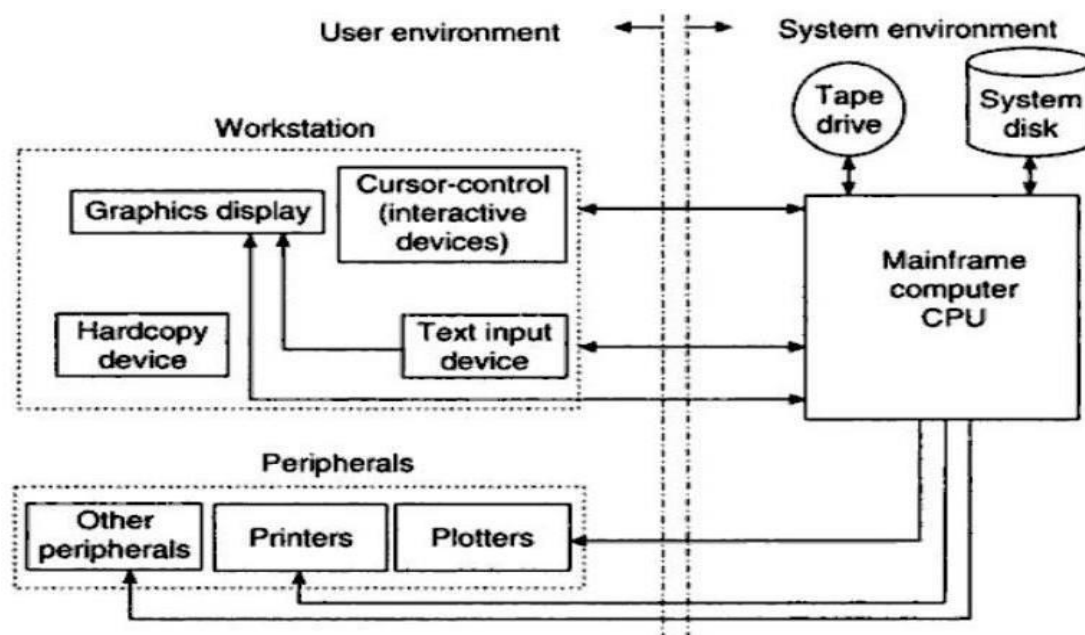 User environment
System environment
Tape
drive
System
disk
Workstation
Cursor-control
(interactive
devices)
Graphics display
Mainframe
computer
CPU
Hardcopy
device
Text input
device
Peripherals
Other
peripherals
Printers
Plotters